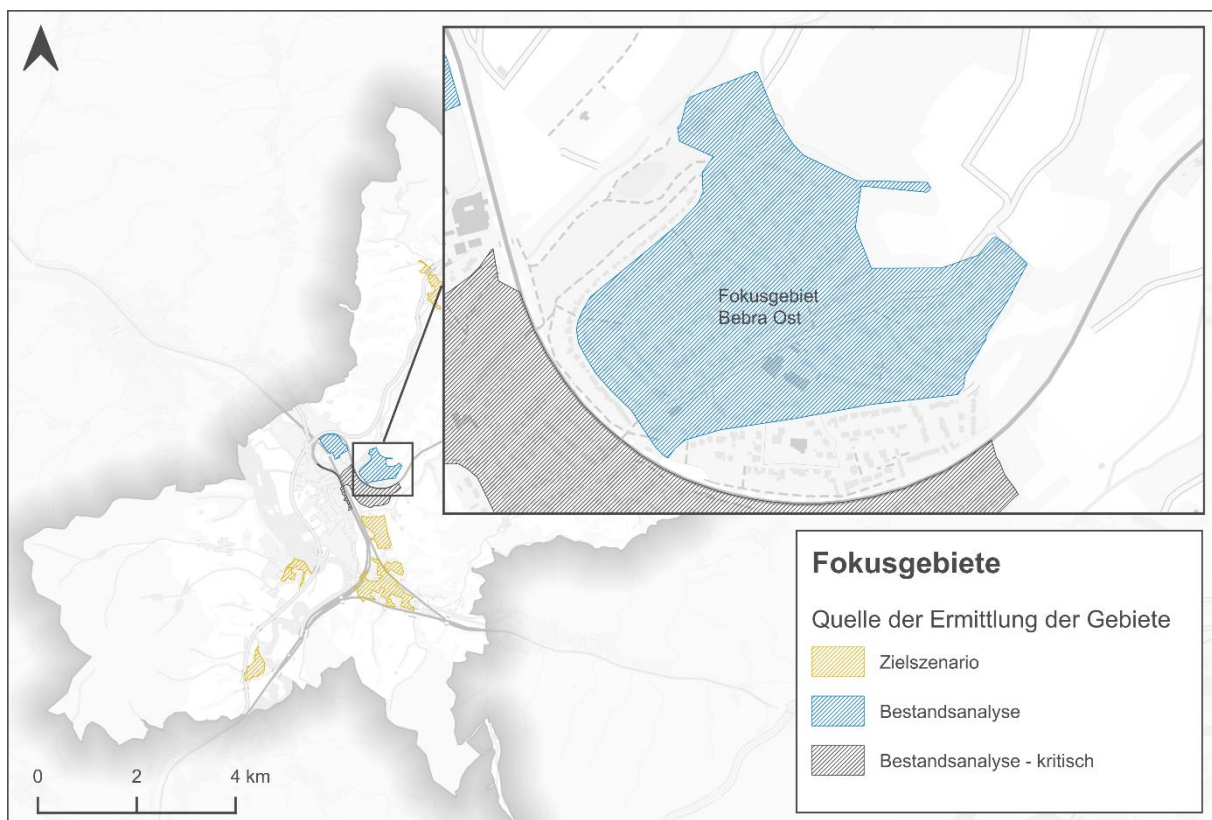 Fokusgebiet
Bebra Ost
Fokusgebiete
Quelle der Ermittlung der Gebiete
Zielszenario
Bestandsanalyse
Bestandsanalyse - kritisch
0 2 4 km